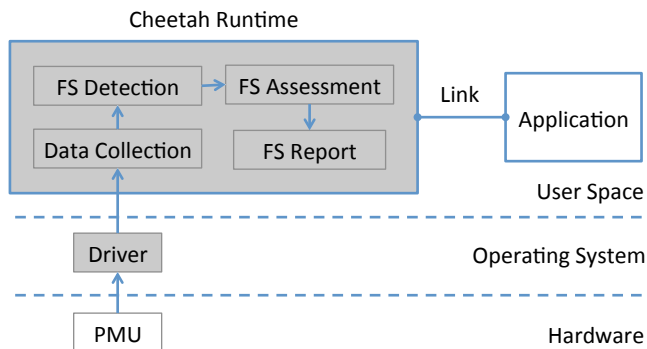 Cheetah Runtime
FS Detection
FS Assessment
Link
Application
Data Collection
FS Report
User Space
Driver
Operating System
PMU
Hardware